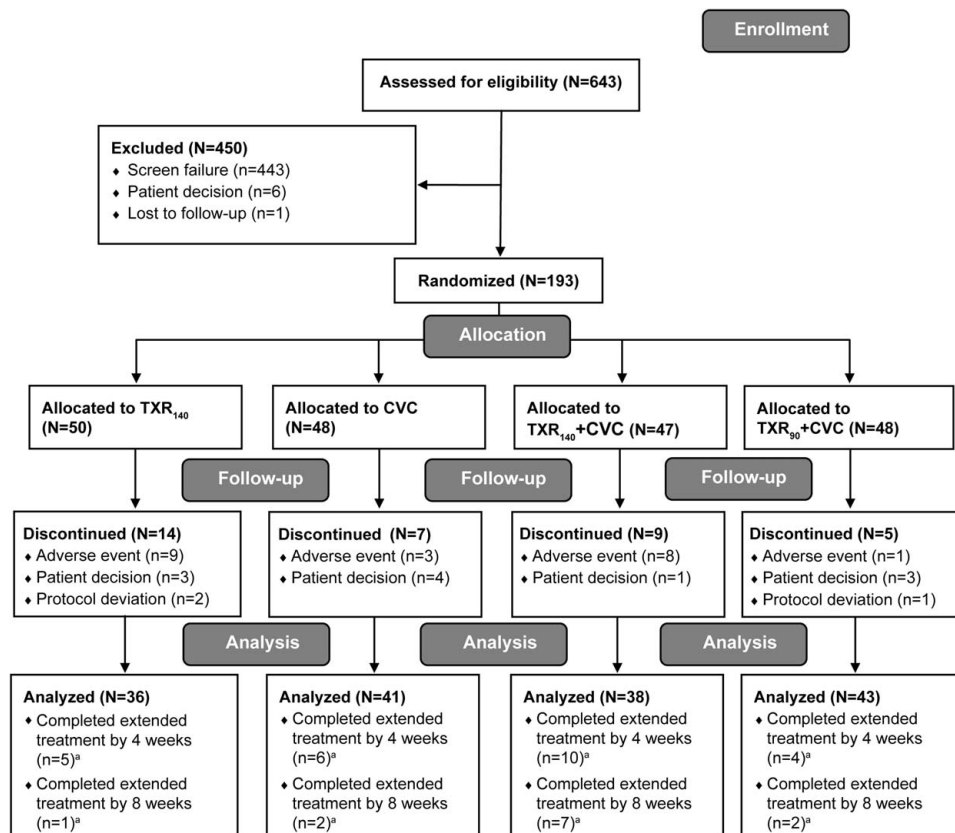 Enrollment
Assessed for eligibility (N=643)
Excluded (N=450)
♦ Screen failure (n=443)
♦ Patient decision (n=6)
♦ Lost to follow-up (n=1)
Randomized (N=193)
Allocation
Allocated to TXR₁₄₀
(N=50)
Allocated to CVC
(N=48)
Allocated to
TXR₁₄₀+CVC (N=47)
Allocated to
TXR₉₀+CVC (N=48)
Follow-up
Follow-up
Follow-up
Discontinued (N=14)
♦ Adverse event (n=9)
♦ Patient decision (n=3)
♦ Protocol deviation (n=2)
Discontinued (N=7)
♦ Adverse event (n=3)
♦ Patient decision (n=4)
Discontinued (N=9)
♦ Adverse event (n=8)
♦ Patient decision (n=1)
Discontinued (N=5)
♦ Adverse event (n=1)
♦ Patient decision (n=3)
♦ Protocol deviation (n=1)
Analysis
Analysis
Analysis
Analyzed (N=36)
♦ Completed extended
treatment by 4 weeks
(n=5)ᵃ
♦ Completed extended
treatment by 8 weeks
(n=1)ᵃ
Analyzed (N=41)
♦ Completed extended
treatment by 4 weeks
(n=6)ᵃ
♦ Completed extended
treatment by 8 weeks
(n=2)ᵃ
Analyzed (N=38)
♦ Completed extended
treatment by 4 weeks
(n=10)ᵃ
♦ Completed extended
treatment by 8 weeks
(n=7)ᵃ
Analyzed (N=43)
♦ Completed extended
treatment by 4 weeks
(n=4)ᵃ
♦ Completed extended
treatment by 8 weeks
(n=2)ᵃ